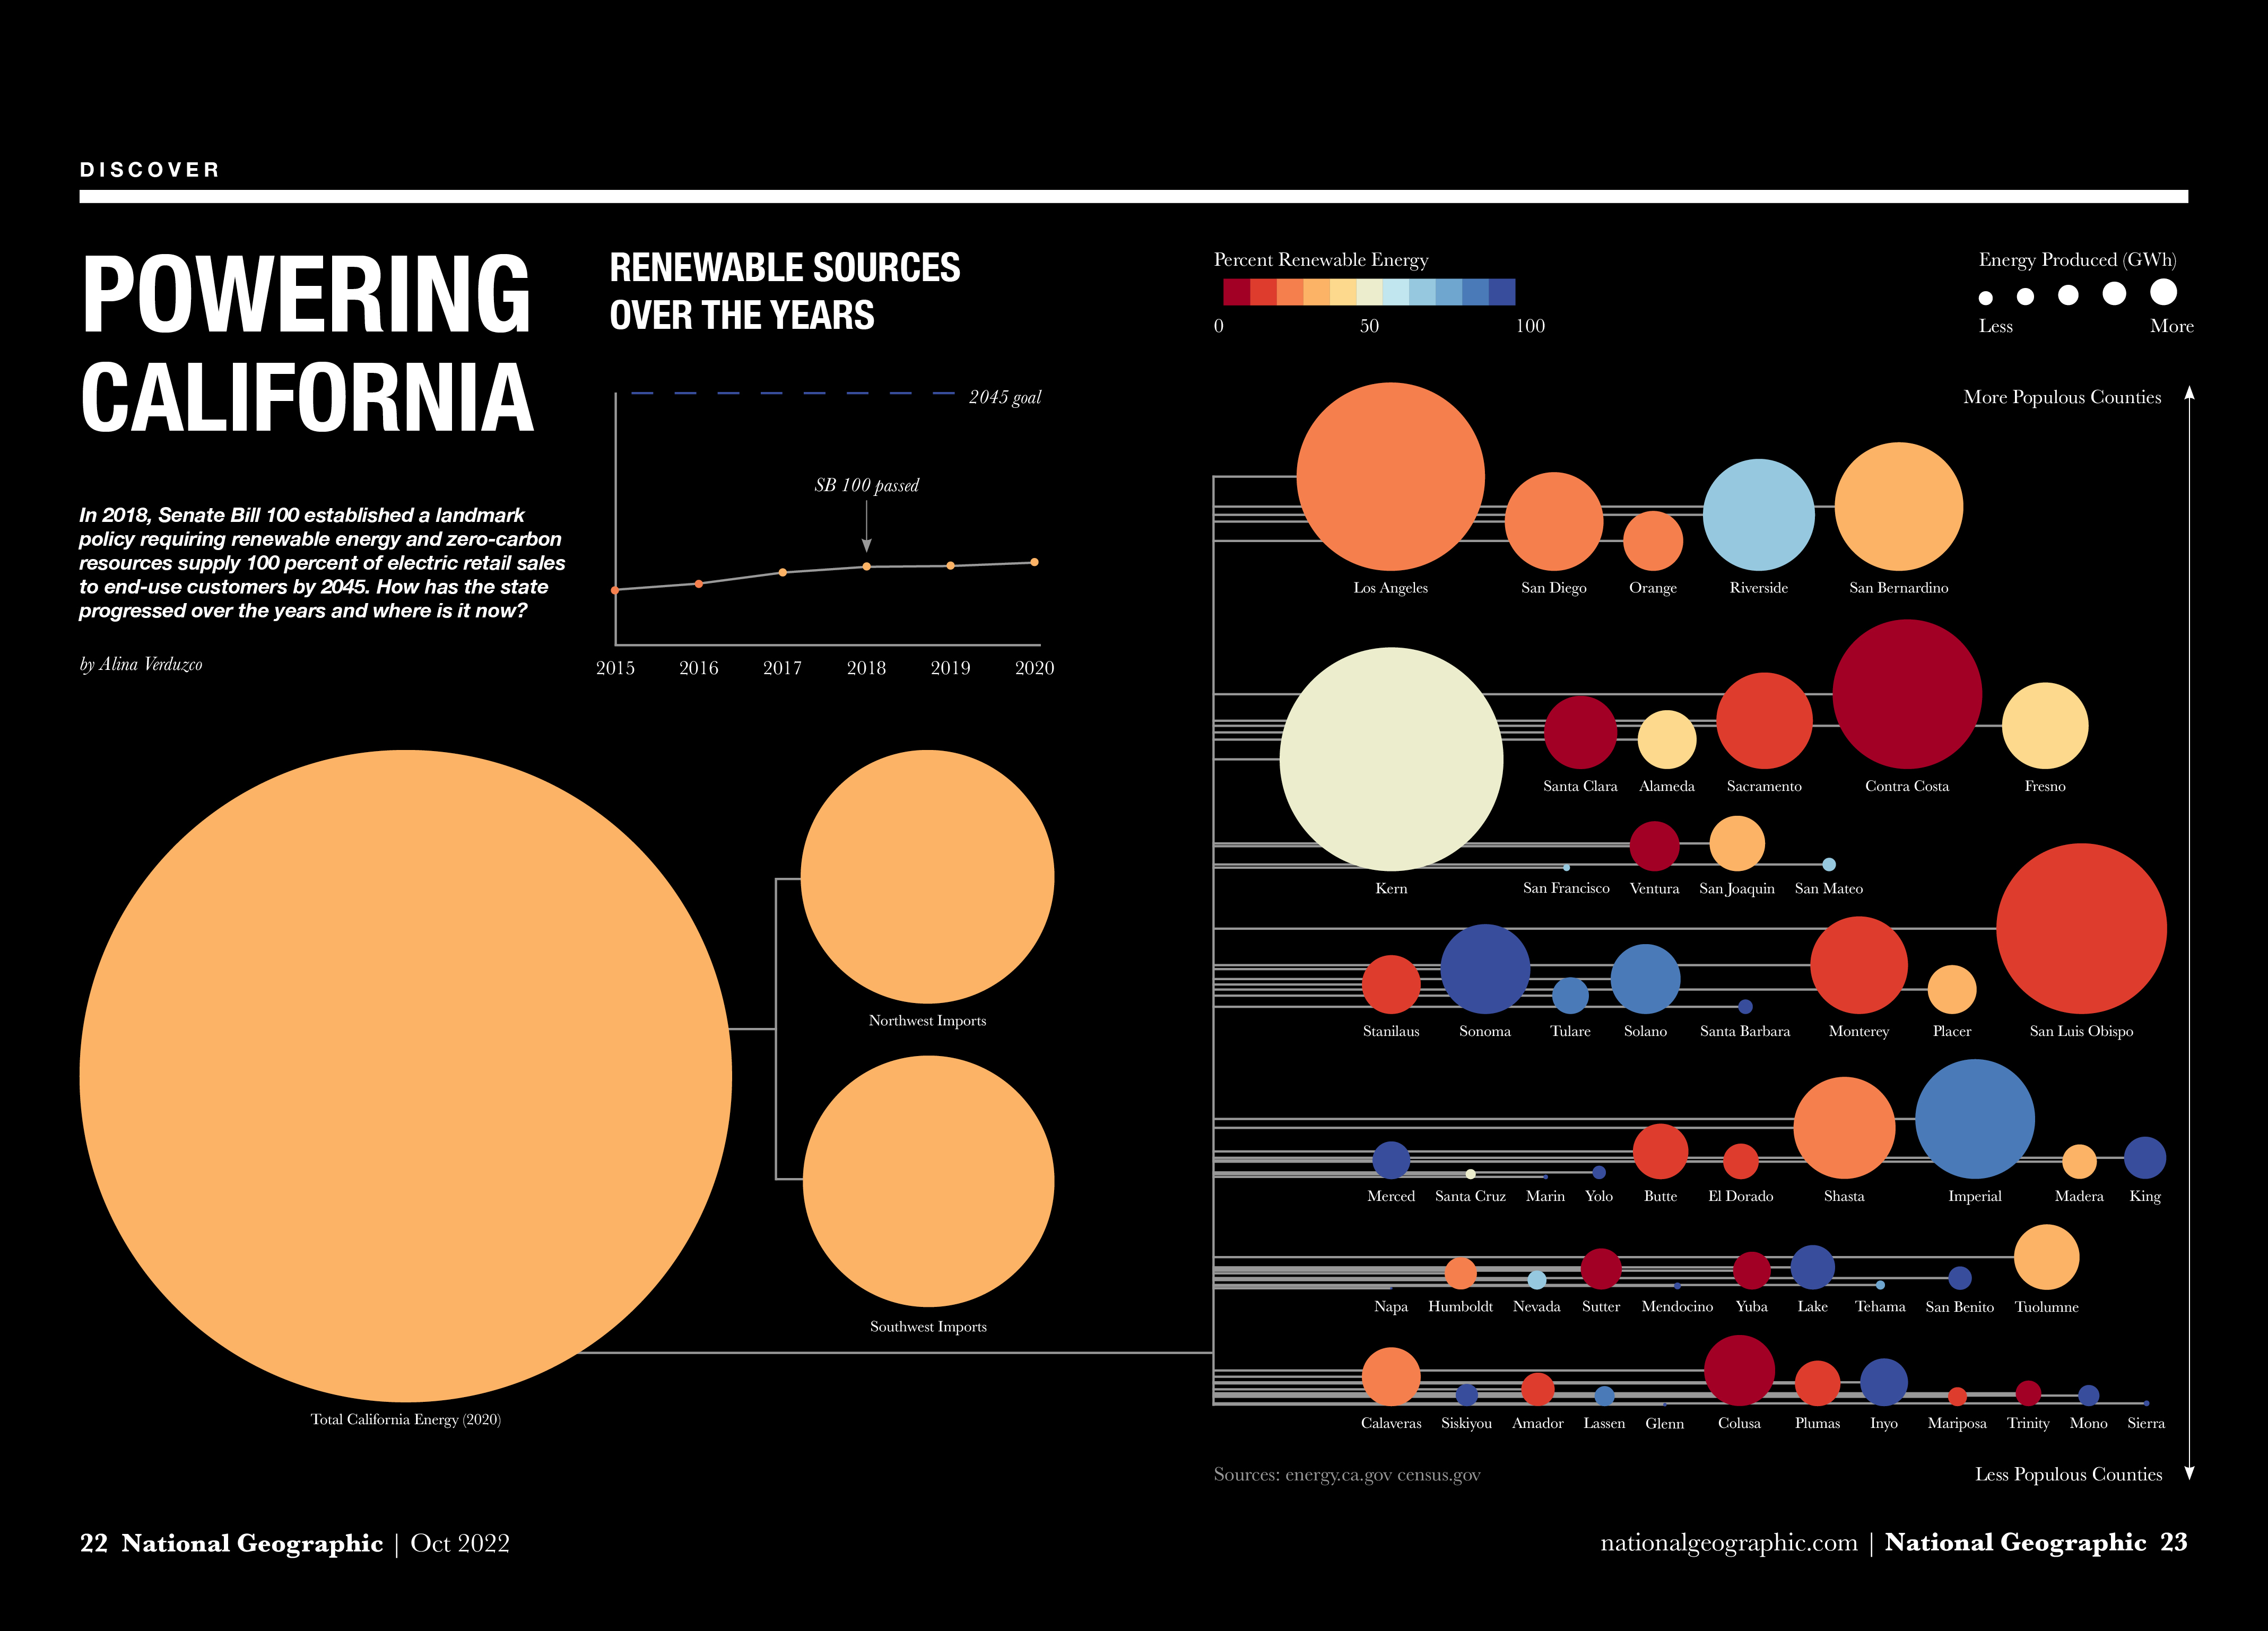 DISCOVER
POWERING
CALIFORNIA
In 2018, Senate Bill 100 established a landmark
policy requiring renewable energy and zero-carbon
resources supply 100 percent of electric retail sales
to end-use customers by 2045. How has the state
progressed over the years and where is it now?
by Alina Verduzco
RENEWABLE SOURCES
OVER THE YEARS
2045 goal
SB 100 passed
2015 2016 2017 2018 2019 2020
Northwest Imports
Southwest Imports
Total California Energy (2020)
Percent Renewable Energy
0 50 100
Energy Produced (GWh)
Less More
More Populous Counties
Los Angeles San Diego Orange Riverside San Bernardino
Santa Clara Alameda Sacramento Contra Costa Fresno
Kern San Francisco Ventura San Joaquin San Mateo
Stanilaus Sonoma Tulare Solano Santa Barbara Monterey Placer San Luis Obispo
Merced Santa Cruz Marin Yolo Butte El Dorado Shasta Imperial Madera King
Napa Humboldt Nevada Sutter Mendocino Yuba Lake Tehama San Benito Tuolumne
Calaveras Siskiyou Amador Lassen Glenn Colusa Plumas Inyo Mariposa Trinity Mono Sierra
Sources: energy.ca.gov census.gov
Less Populous Counties
22 National Geographic | Oct 2022
nationalgeographic.com | National Geographic 23